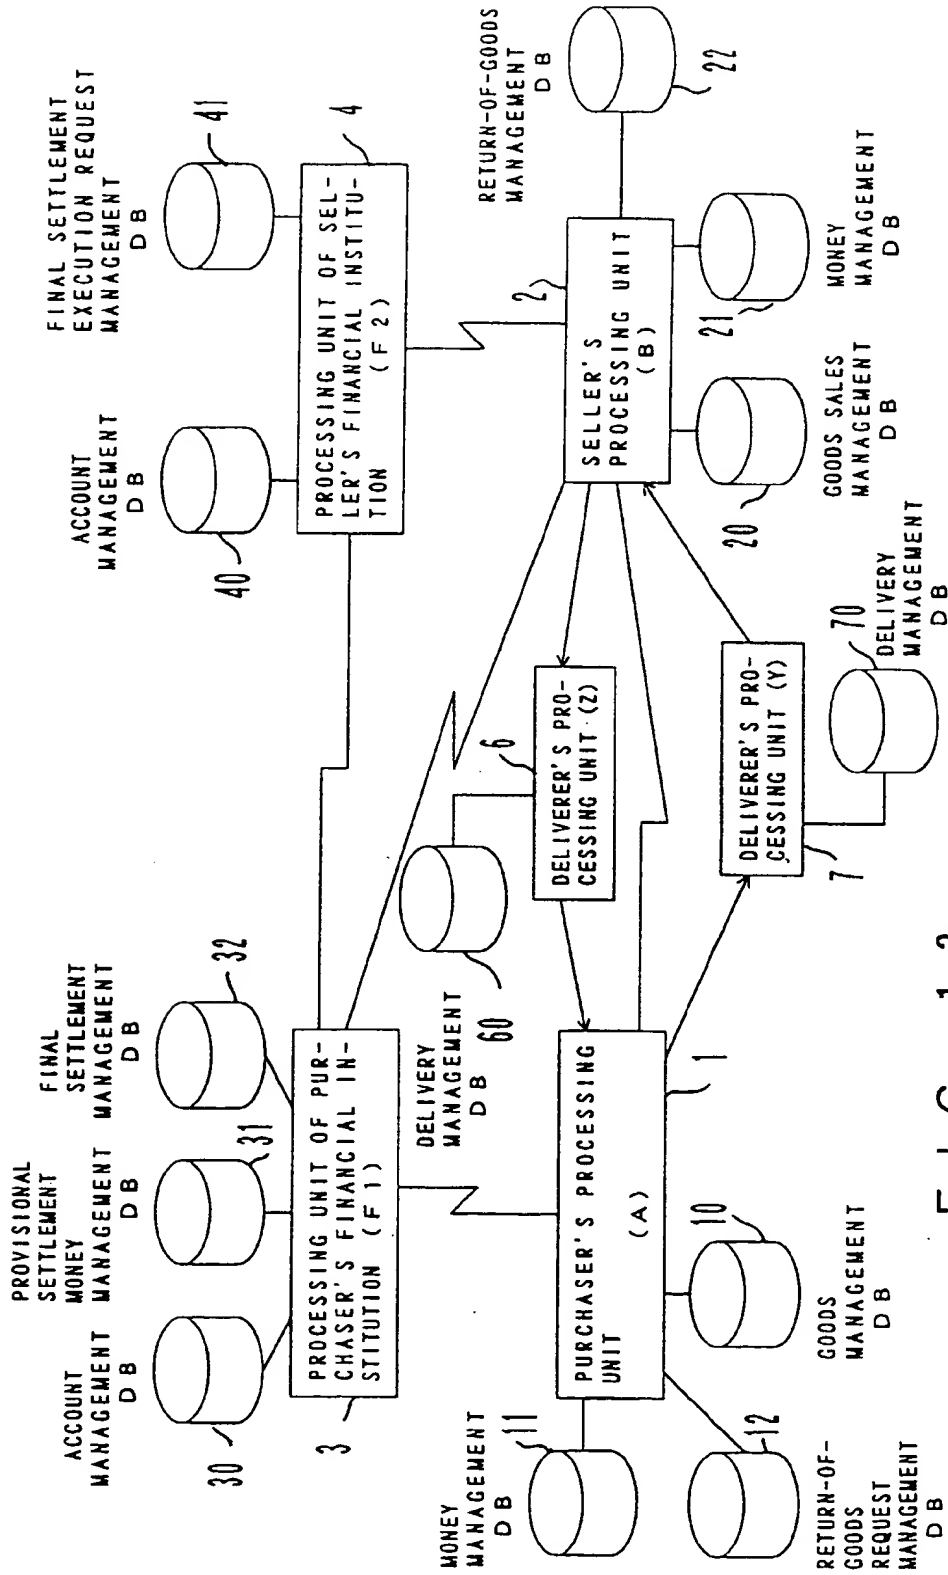 PROVISIONAL
SETTLEMENT
MONEY
MANAGEMENT
DB
31
ACCOUNT
MANAGEMENT
DB
30
FINAL
SETTLEMENT
MANAGEMENT
DB
32
ACCOUNT
MANAGEMENT
DB
40
FINAL SETTLEMENT
EXECUTION REQUEST
MANAGEMENT
DB
41
3
PROCESSING UNIT OF PUR-
CHASER'S FINANCIAL IN-
STITUTION (F1)
4
PROCESSING UNIT OF SEL-
LER'S FINANCIAL INSTITU-
TION (F2)
DELIVERY
MANAGEMENT
DB
60
6
DELIVERER'S PRO-
CESSING UNIT (Z)
RETURN-OF-GOODS
MANAGEMENT
DB
22
MONEY
MANAGEMENT
DB
11
PURCHASER'S PROCESSING
UNIT (A)
1
2
SELLER'S
PROCESSING UNIT
(B)
RETURN-OF-
GOODS
REQUEST
MANAGEMENT
DB
12
GOODS
MANAGEMENT
DB
10
DELIVERER'S PRO-
CESSING UNIT (Y)
7
DELIVERY
MANAGEMENT
DB
70
GOODS SALES
MANAGEMENT
DB
20
MONEY
MANAGEMENT
DB
21